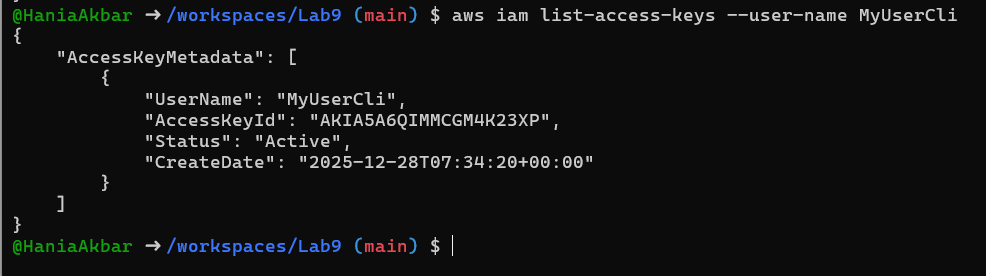 @HaniaAkbar ➜ /workspaces/Lab9 (main) $ aws iam list-access-keys --user-name MyUserCli
{
    "AccessKeyMetadata": [
        {
            "UserName": "MyUserCli",
            "AccessKeyId": "AKIA5A6QIMMCGM4K23XP",
            "Status": "Active",
            "CreateDate": "2025-12-28T07:34:20+00:00"
        }
    ]
}
@HaniaAkbar ➜ /workspaces/Lab9 (main) $